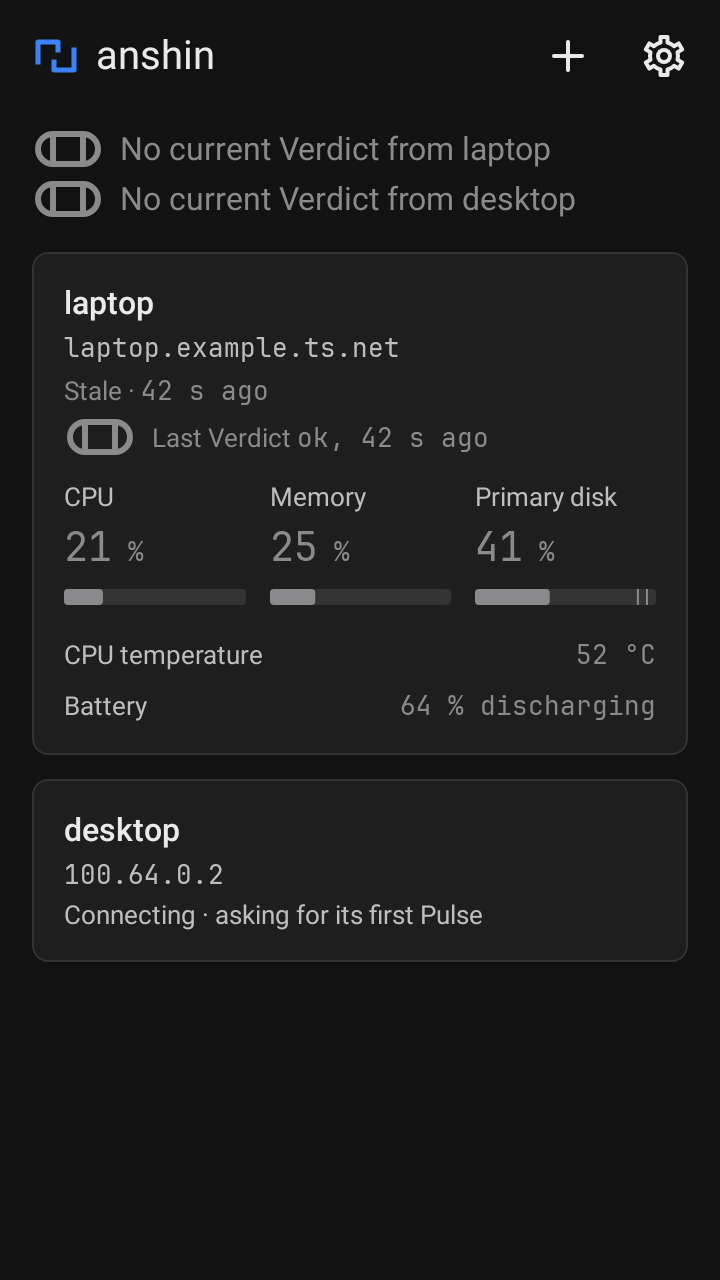 anshin
No current Verdict from laptop
No current Verdict from desktop
laptop
laptop.example.ts.net
Stale · 42 s ago
Last Verdict ok, 42 s ago
CPU Memory Primary disk
21 % 25 % 41 %
CPU temperature 52 °C
Battery 64 % discharging
desktop
100.64.0.2
Connecting · asking for its first Pulse